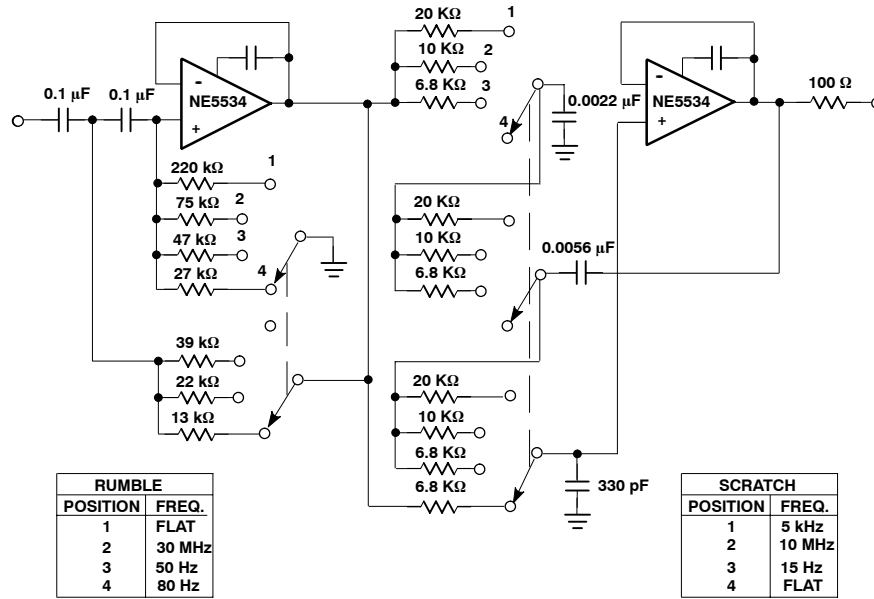 20 KΩ
1
10 KΩ
2
6.8 KΩ
3
0.1 μF
0.1 μF
-
NE5534
+
4
0.0022 μF
-
NE5534
+
100 Ω
220 kΩ
1
75 kΩ
2
47 kΩ
3
27 kΩ
4
20 KΩ
10 KΩ
6.8 KΩ
0.0056 μF
39 kΩ
22 kΩ
13 kΩ
20 KΩ
10 KΩ
6.8 KΩ
6.8 KΩ
330 pF
RUMBLE
POSITION FREQ.
1 FLAT
2 30 MHz
3 50 Hz
4 80 Hz
SCRATCH
POSITION FREQ.
1 5 kHz
2 10 MHz
3 15 Hz
4 FLAT